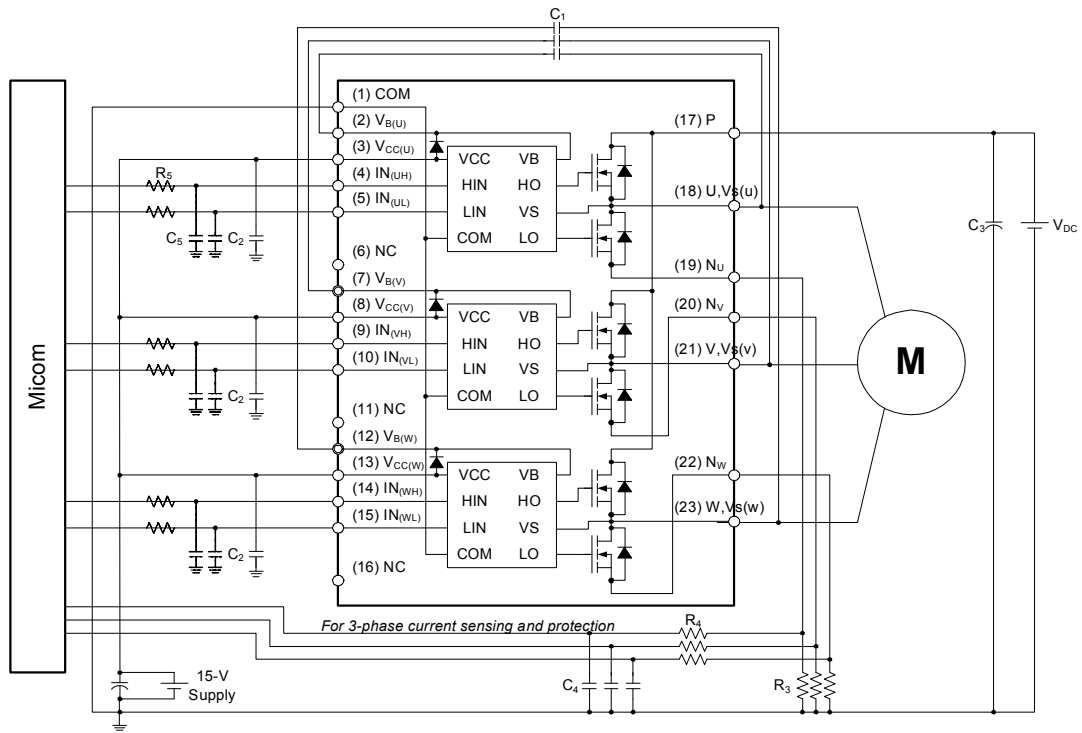 C1
(1) COM
(2) VB(U)
(3) VCC(U)
(4) IN(UH)
(5) IN(UL)
(6) NC
(7) VB(V)
(8) VCC(V)
(9) IN(VH)
(10) IN(VL)
(11) NC
(12) VB(W)
(13) VCC(W)
(14) IN(WH)
(15) IN(WL)
(16) NC
VCC VB
HIN HO
LIN VS
COM LO
VCC VB
HIN HO
LIN VS
COM LO
VCC VB
HIN HO
LIN VS
COM LO
(17) P
(18) U,Vs(u)
(19) NU
(20) NV
(21) V,Vs(v)
(22) NW
(23) W,Vs(w)
R5
C5 C2
C2
C2
Micom
C3
VDC
M
For 3-phase current sensing and protection
R4
C4
R3
15-V
Supply